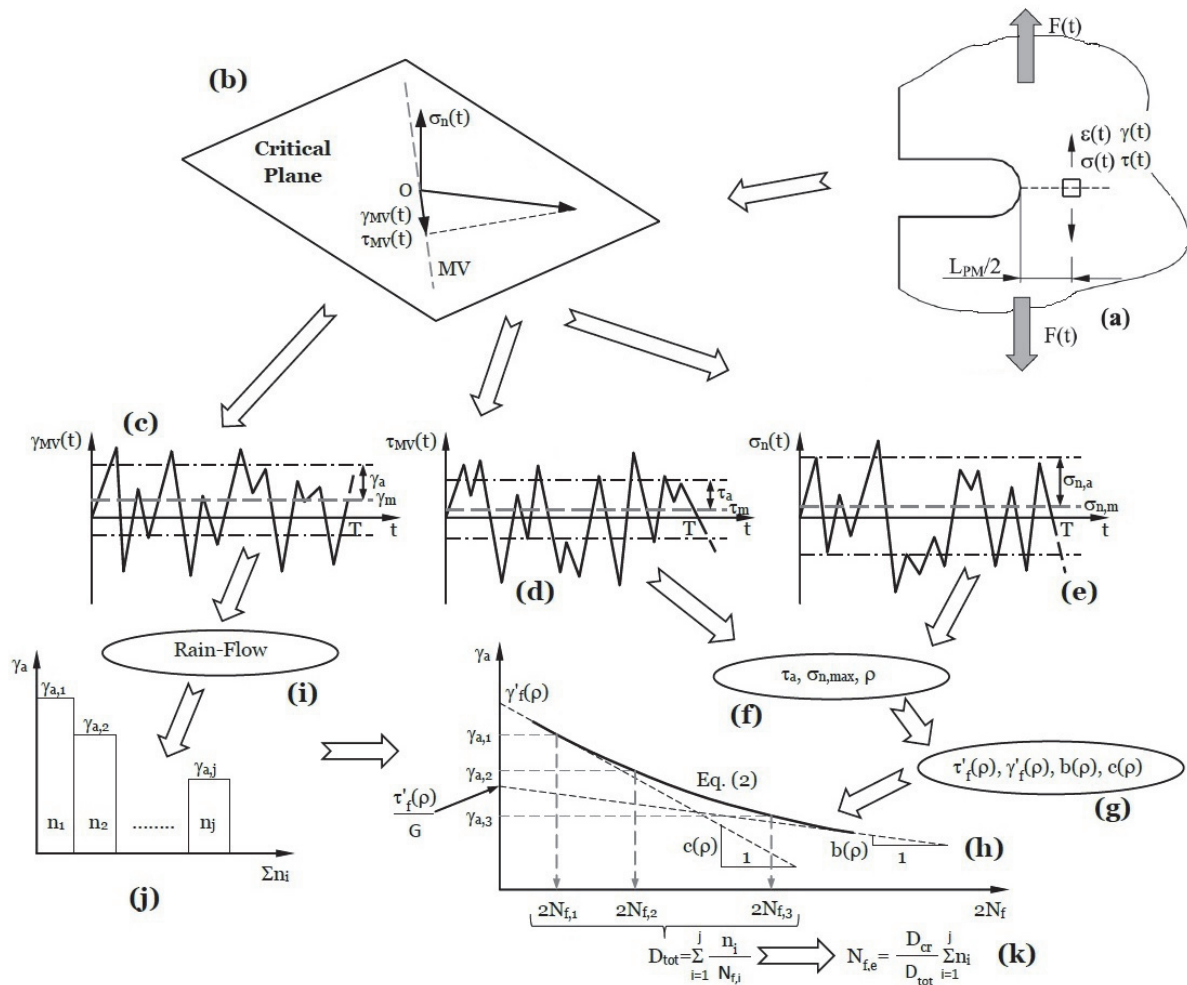 (b)
σn(t)
Critical
Plane
O
γMV(t)
τMV(t)
MV
F(t)
ε(t) γ(t)
σ(t) τ(t)
LPM/2
(a)
F(t)
(c)
γMV(t)
γa
γm
T
t
τMV(t)
τa
τm
T
t
(d)
σn(t)
σn,a
σn,m
T
t
(e)
Rain-Flow
(i)
γa
γa,1
γa,2
γa,j
n1
n2
........
nj
Σni
(j)
τa, σn,max, ρ
(f)
τ'f(ρ), γ'f(ρ), b(ρ), c(ρ)
(g)
γa
γ'f(ρ)
γa,1
γa,2
τ'f(ρ)
G
γa,3
Eq. (2)
c(ρ)
1
b(ρ)
1
(h)
2Nf,1
2Nf,2
2Nf,3
2Nf
Dtot=Σ j i=1 ni Nf,i
Nf,e= Dcr Dtot Σni j i=1
(k)